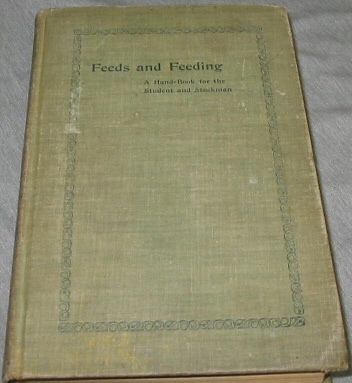 Feeds and Feeding
A Hand-Book for the
Student and Stockman